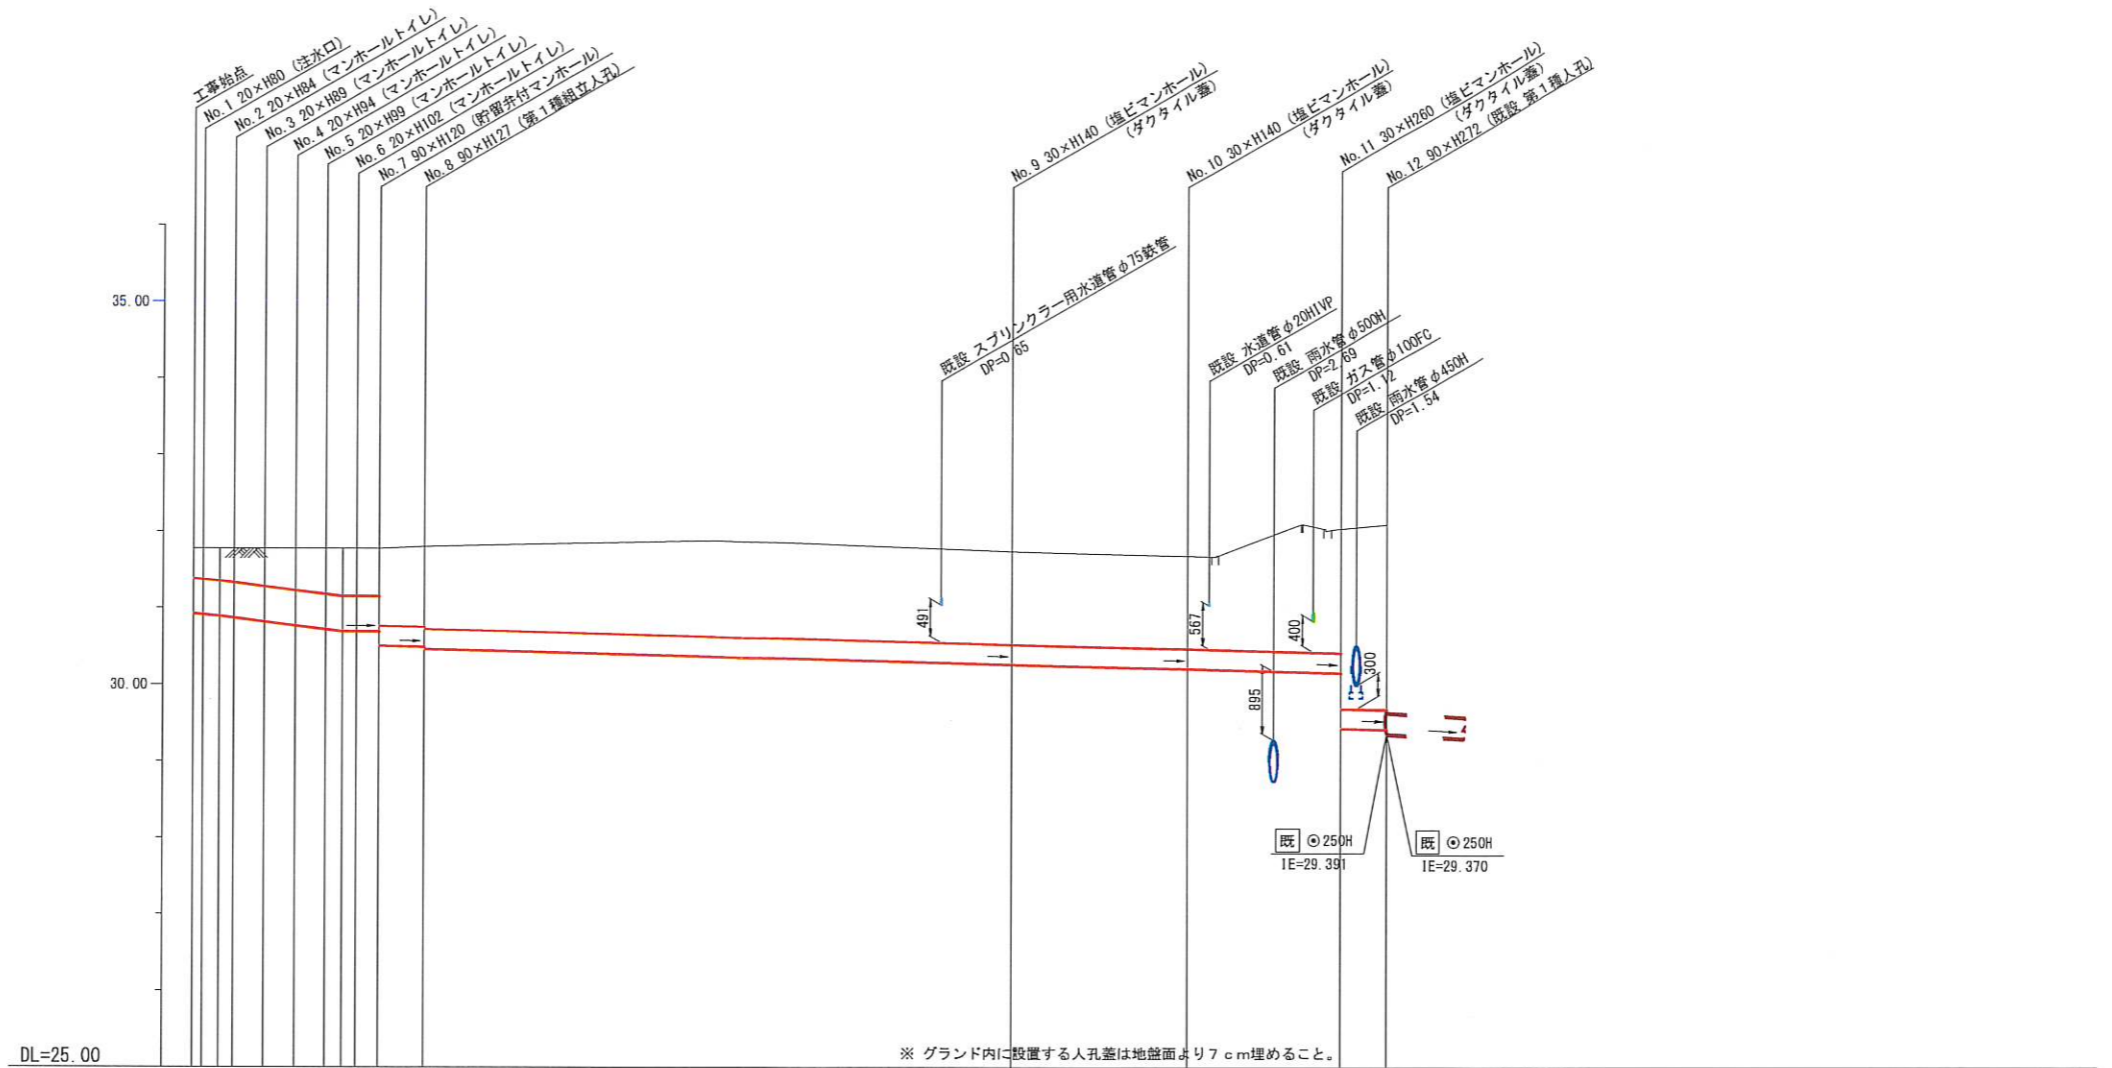 工事始点
No.1 20×H80 (注水口)
No.2 20×H84 (マンホールトイレ)
No.3 20×H89 (マンホールトイレ)
No.4 20×H94 (マンホールトイレ)
No.5 20×H99 (マンホールトイレ)
No.6 20×H102 (マンホールトイレ)
No.7 90×H120 (貯留弁付マンホール)
No.8 90×H127 (第1種組立人孔)
No.9 30×H140 (塩ビマンホール)
(ダクタイル蓋)
No.10 30×H140 (塩ビマンホール)
(ダクタイル蓋)
No.11 30×H260 (塩ビマンホール)
(ダクタイル蓋)
No.12 90×H272 (既設 第1種人孔)
既設 スプリンクラー用水道管φ75鉄管
DP=0.65
既設 水道管φ20HIVP
DP=0.61
既設 雨水管φ500H
DP=2.69
既設 ガス管φ100FC
DP=1.12
既設 雨水管φ450H
DP=1.54
35.00
30.00
491
567
400
895
300
既 ⊙250H
IE=29.391
既 ⊙250H
IE=29.370
DL=25.00
※ グランド内に設置する人孔蓋は地盤面より7cm埋めること。